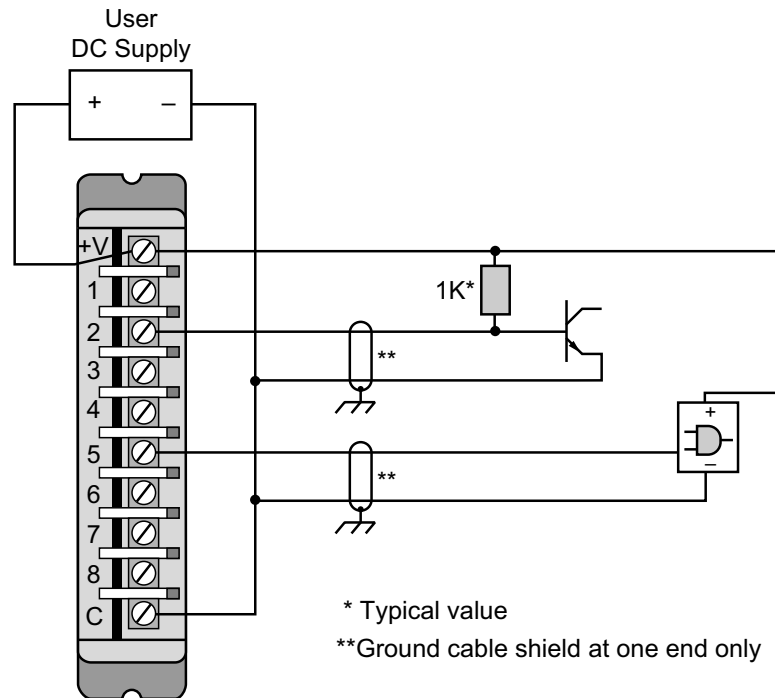 User
DC Supply
+ –
+V
1
1K*
2
**
3
4
+
5
–
**
6
7
8
C
* Typical value
**Ground cable shield at one end only